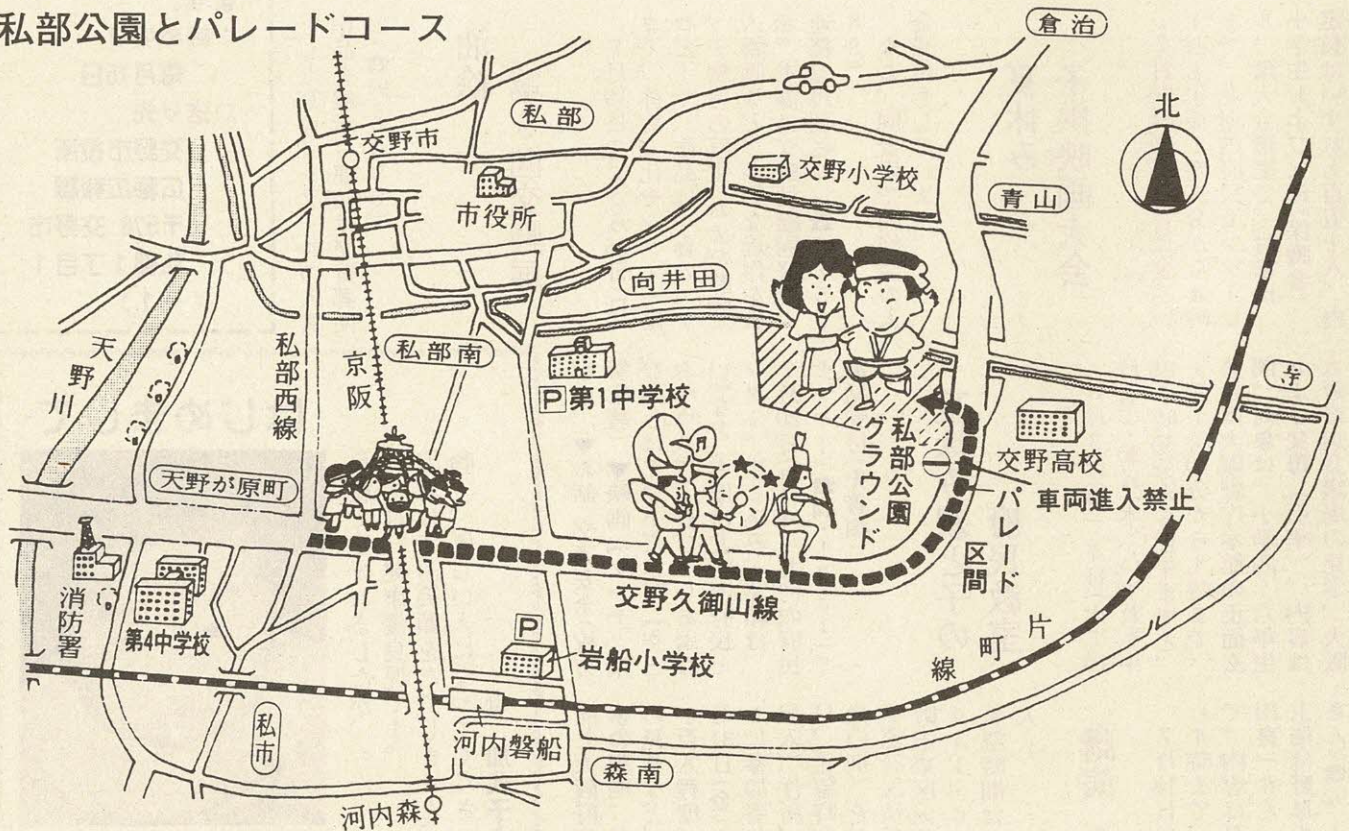 私部公園とパレードコース
倉治
北
私部
交野市
市役所
交野小学校
青山
向井田
天野川
私部西線
京阪
私部南
P第1中学校
寺
私部公園
グラウンド
交野高校
車両進入禁止
パレード
区間
天野が原町
消防署
第4中学校
交野久御山線
P
岩船小学校
片町線
私市
河内磐船
森南
河内森